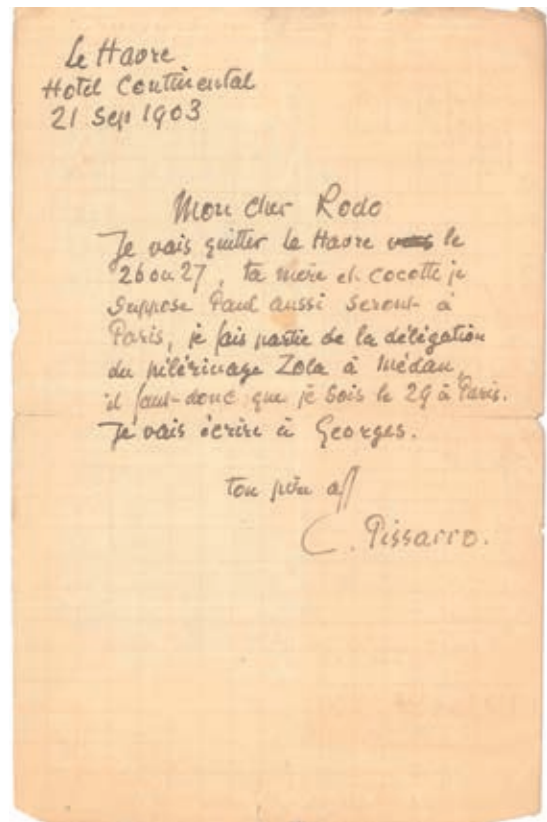 Le Havre
Hotel Continental
21 Sep 1903
Mon cher Rodo
Je vais quitter le Havre le
26 ou 27, ta mère et cocotte je
suppose Paul aussi seront à
Paris, je fais partie de la délégation
du pélérinage Zola à Médan,
il faut-donc que je sois le 29 à Paris.
Je vais écrire à Georges.
ton père aff
C. Pissarro.